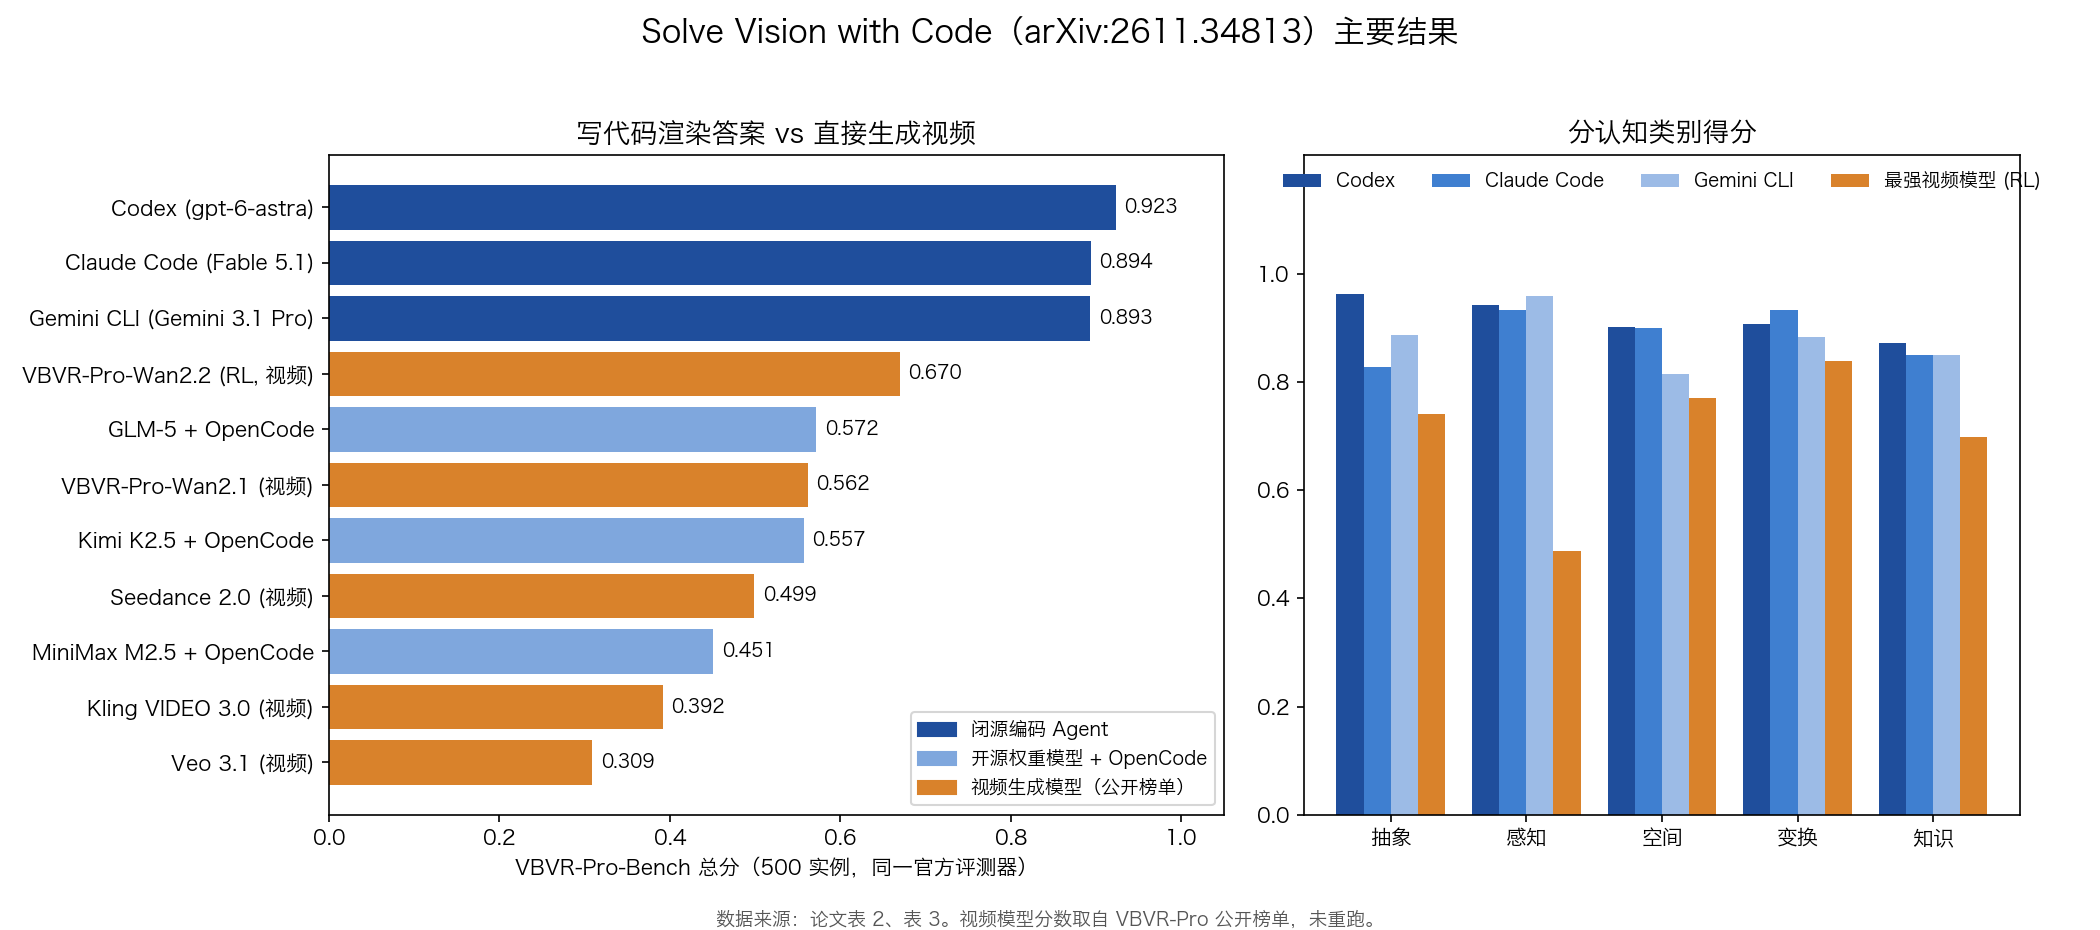 Solve Vision with Code（arXiv:2611.34813）主要结果
写代码渲染答案 vs 直接生成视频
Codex (gpt-6-astra)
0.923
Claude Code (Fable 5.1)
0.894
Gemini CLI (Gemini 3.1 Pro)
0.893
VBVR-Pro-Wan2.2 (RL, 视频)
0.670
GLM-5 + OpenCode
0.572
VBVR-Pro-Wan2.1 (视频)
0.562
Kimi K2.5 + OpenCode
0.557
Seedance 2.0 (视频)
0.499
MiniMax M2.5 + OpenCode
0.451
Kling VIDEO 3.0 (视频)
0.392
Veo 3.1 (视频)
0.309
闭源编码 Agent
开源权重模型 + OpenCode
视频生成模型（公开榜单）
0.0 0.2 0.4 0.6 0.8 1.0
VBVR-Pro-Bench 总分（500 实例，同一官方评测器）
分认知类别得分
Codex Claude Code Gemini CLI 最强视频模型 (RL)
1.0
0.8
0.6
0.4
0.2
0.0
抽象 感知 空间 变换 知识
数据来源：论文表 2、表 3。视频模型分数取自 VBVR-Pro 公开榜单，未重跑。